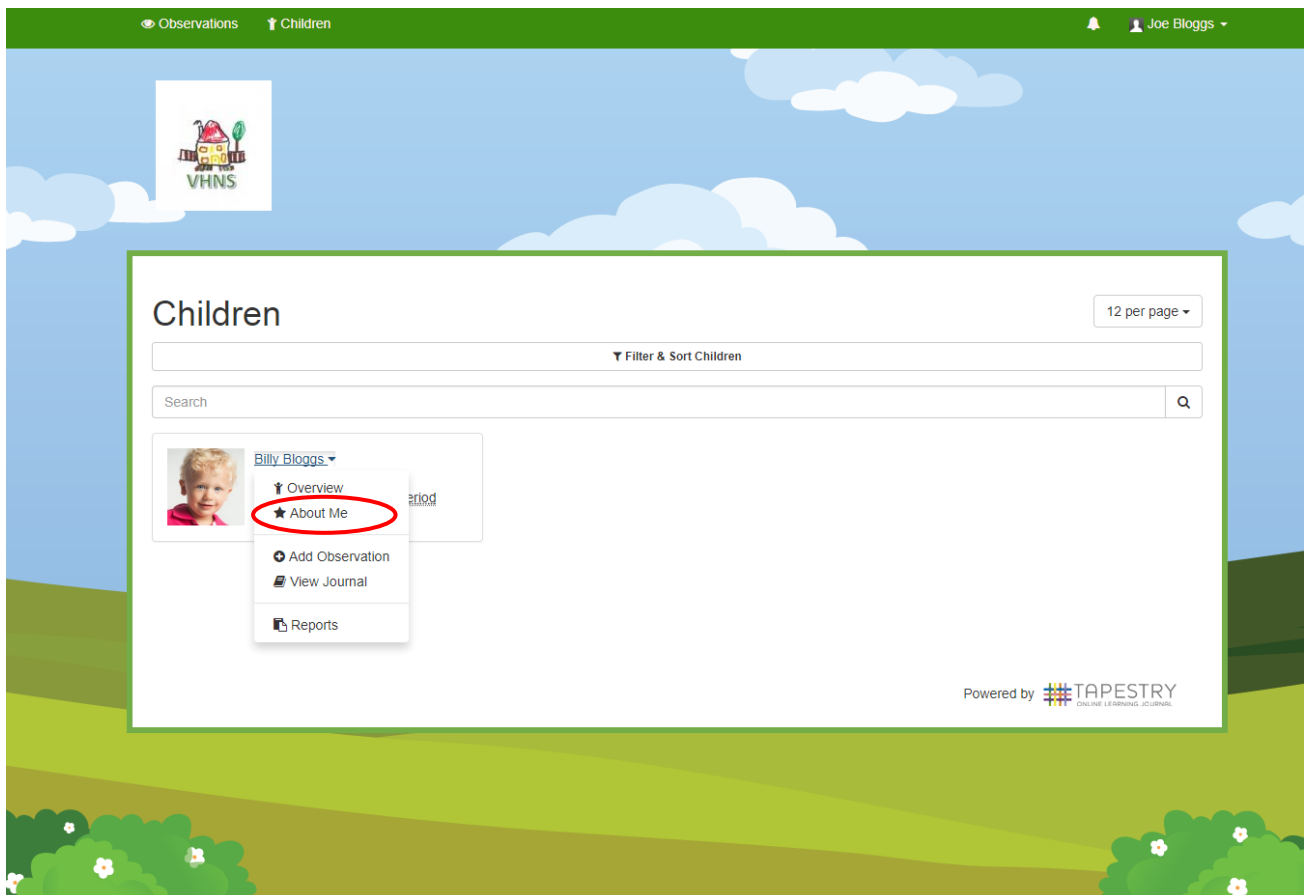 Observations Children Joe Bloggs
VHNS
Children
12 per page
Filter & Sort Children
Search
Billy Bloggs
Overview
eriod
About Me
Add Observation
View Journal
Reports
Powered by TAPESTRY
ONLINE LEARNING JOURNAL